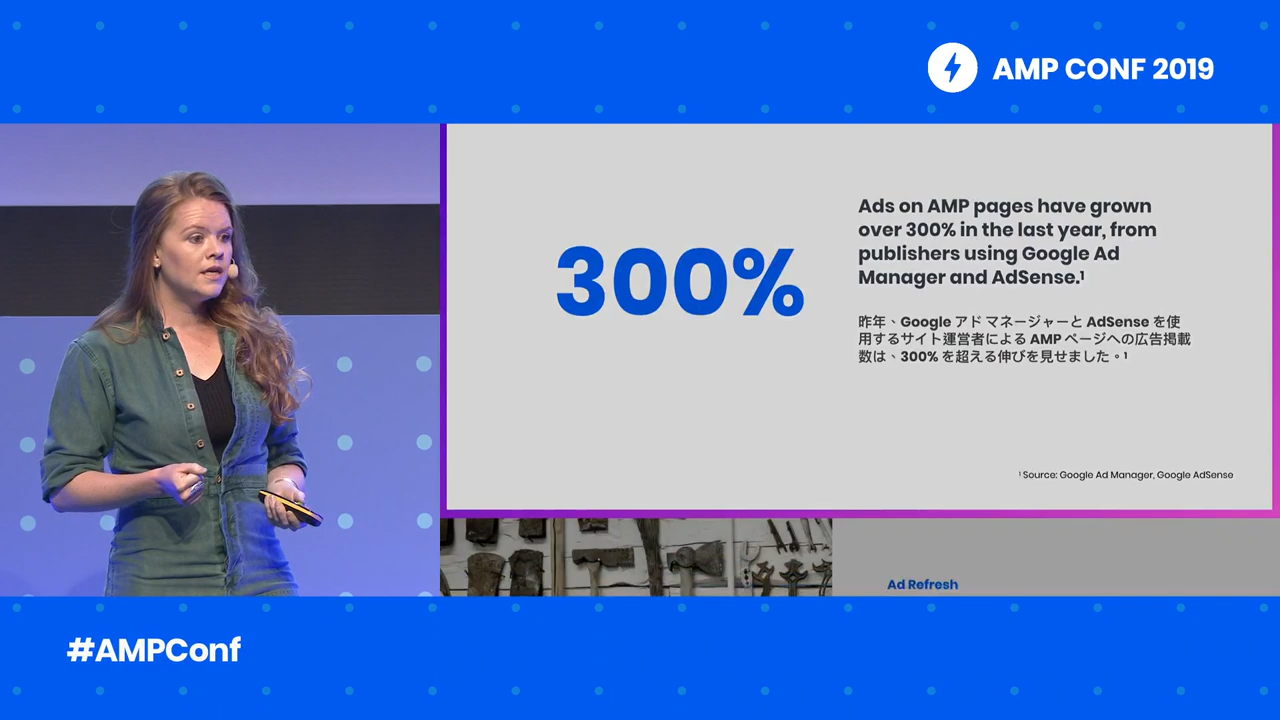 AMP CONF 2019
300%
Ads on AMP pages have grown
over 300% in the last year, from
publishers using Google Ad
Manager and AdSense.¹
昨年、Google アド マネージャーと AdSense を使
用するサイト運営者による AMP ページへの広告掲載
数は、300% を超える伸びを見せました。¹
¹ Source: Google Ad Manager, Google AdSense
Ad Refresh
#AMPConf